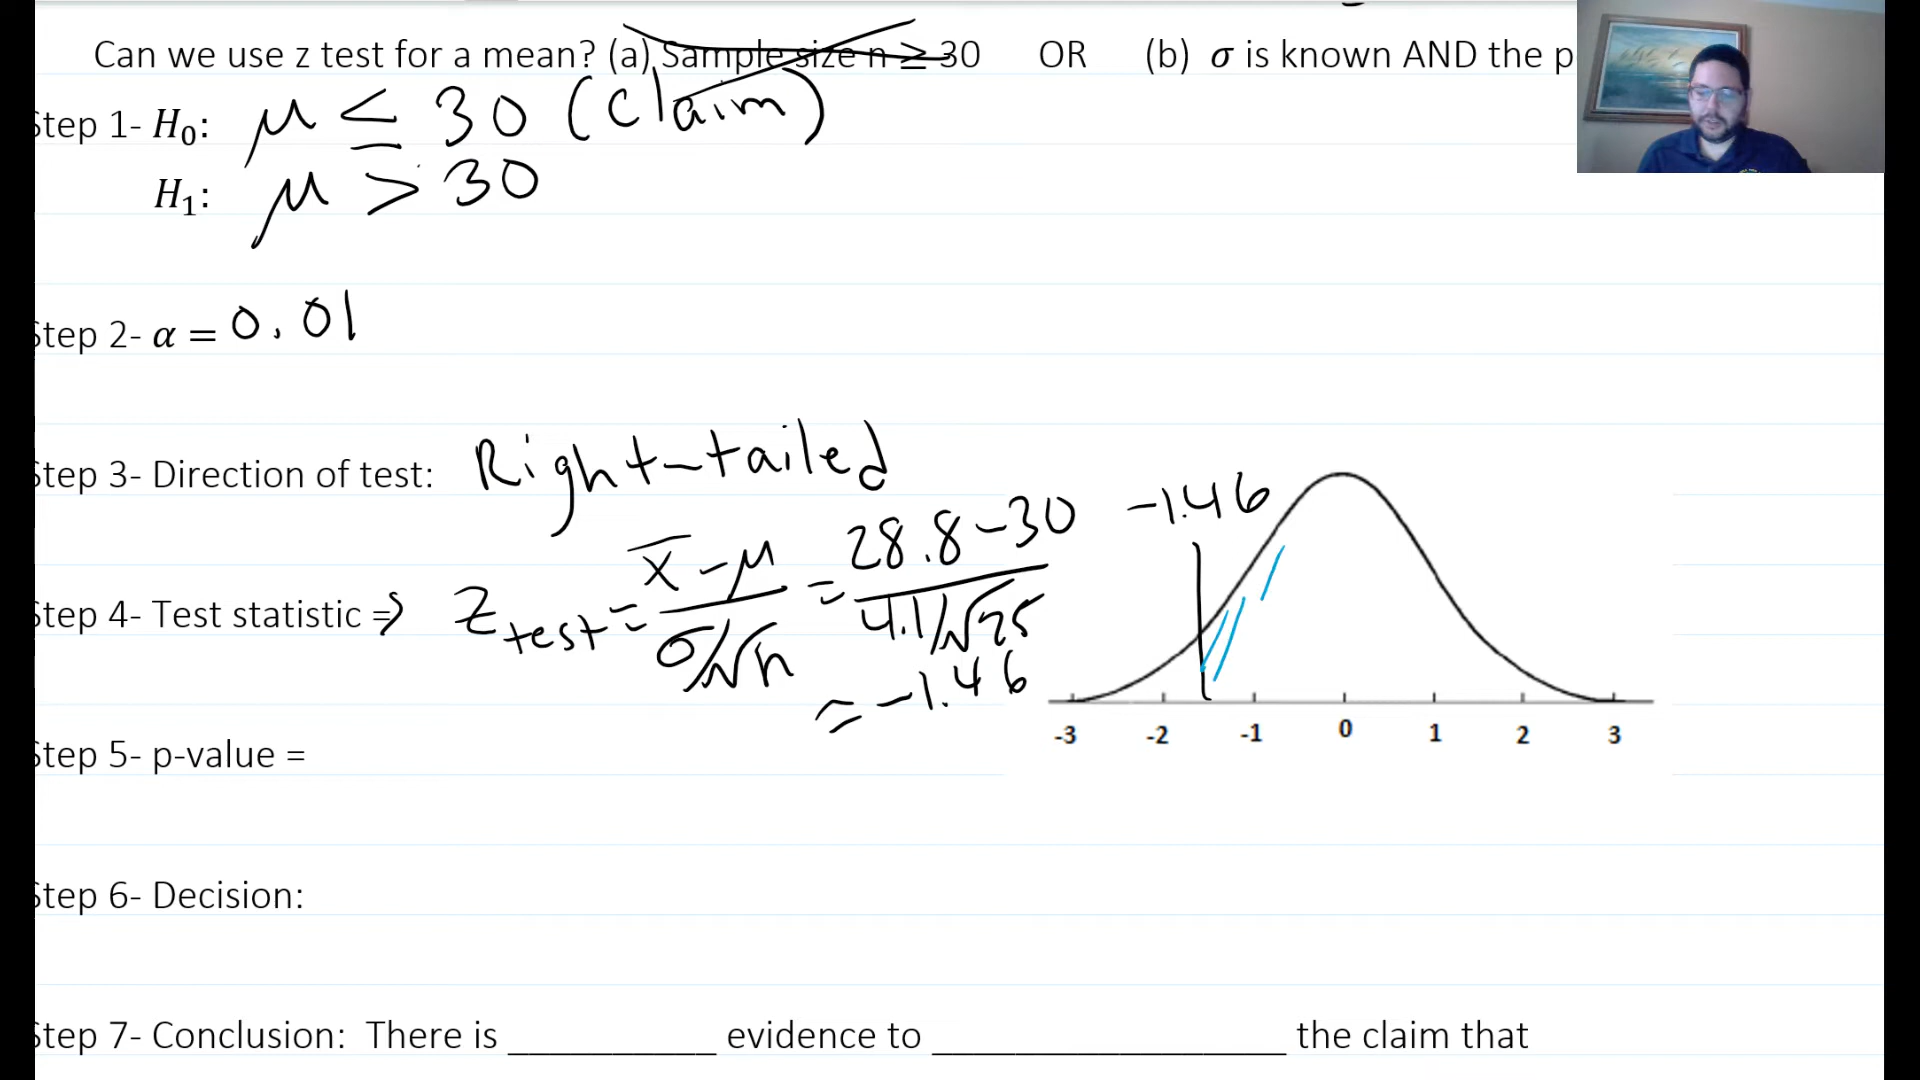 Can we use z test for a mean? (a) Sample size n ≥ 30 OR (b) σ is known AND the p
Step 1- H₀: μ ≤ 30 (claim)
H₁: μ > 30
Step 2- α = 0.01
Step 3- Direction of test: Right-tailed
-1.46
Step 4- Test statistic ⇒ z_test = (x̄ - μ)/(σ/√n) = (28.8 - 30)/(4.1/√25)
≈ -1.46
-3 -2 -1 0 1 2 3
Step 5- p-value =
Step 6- Decision:
Step 7- Conclusion: There is __________ evidence to _________________ the claim that